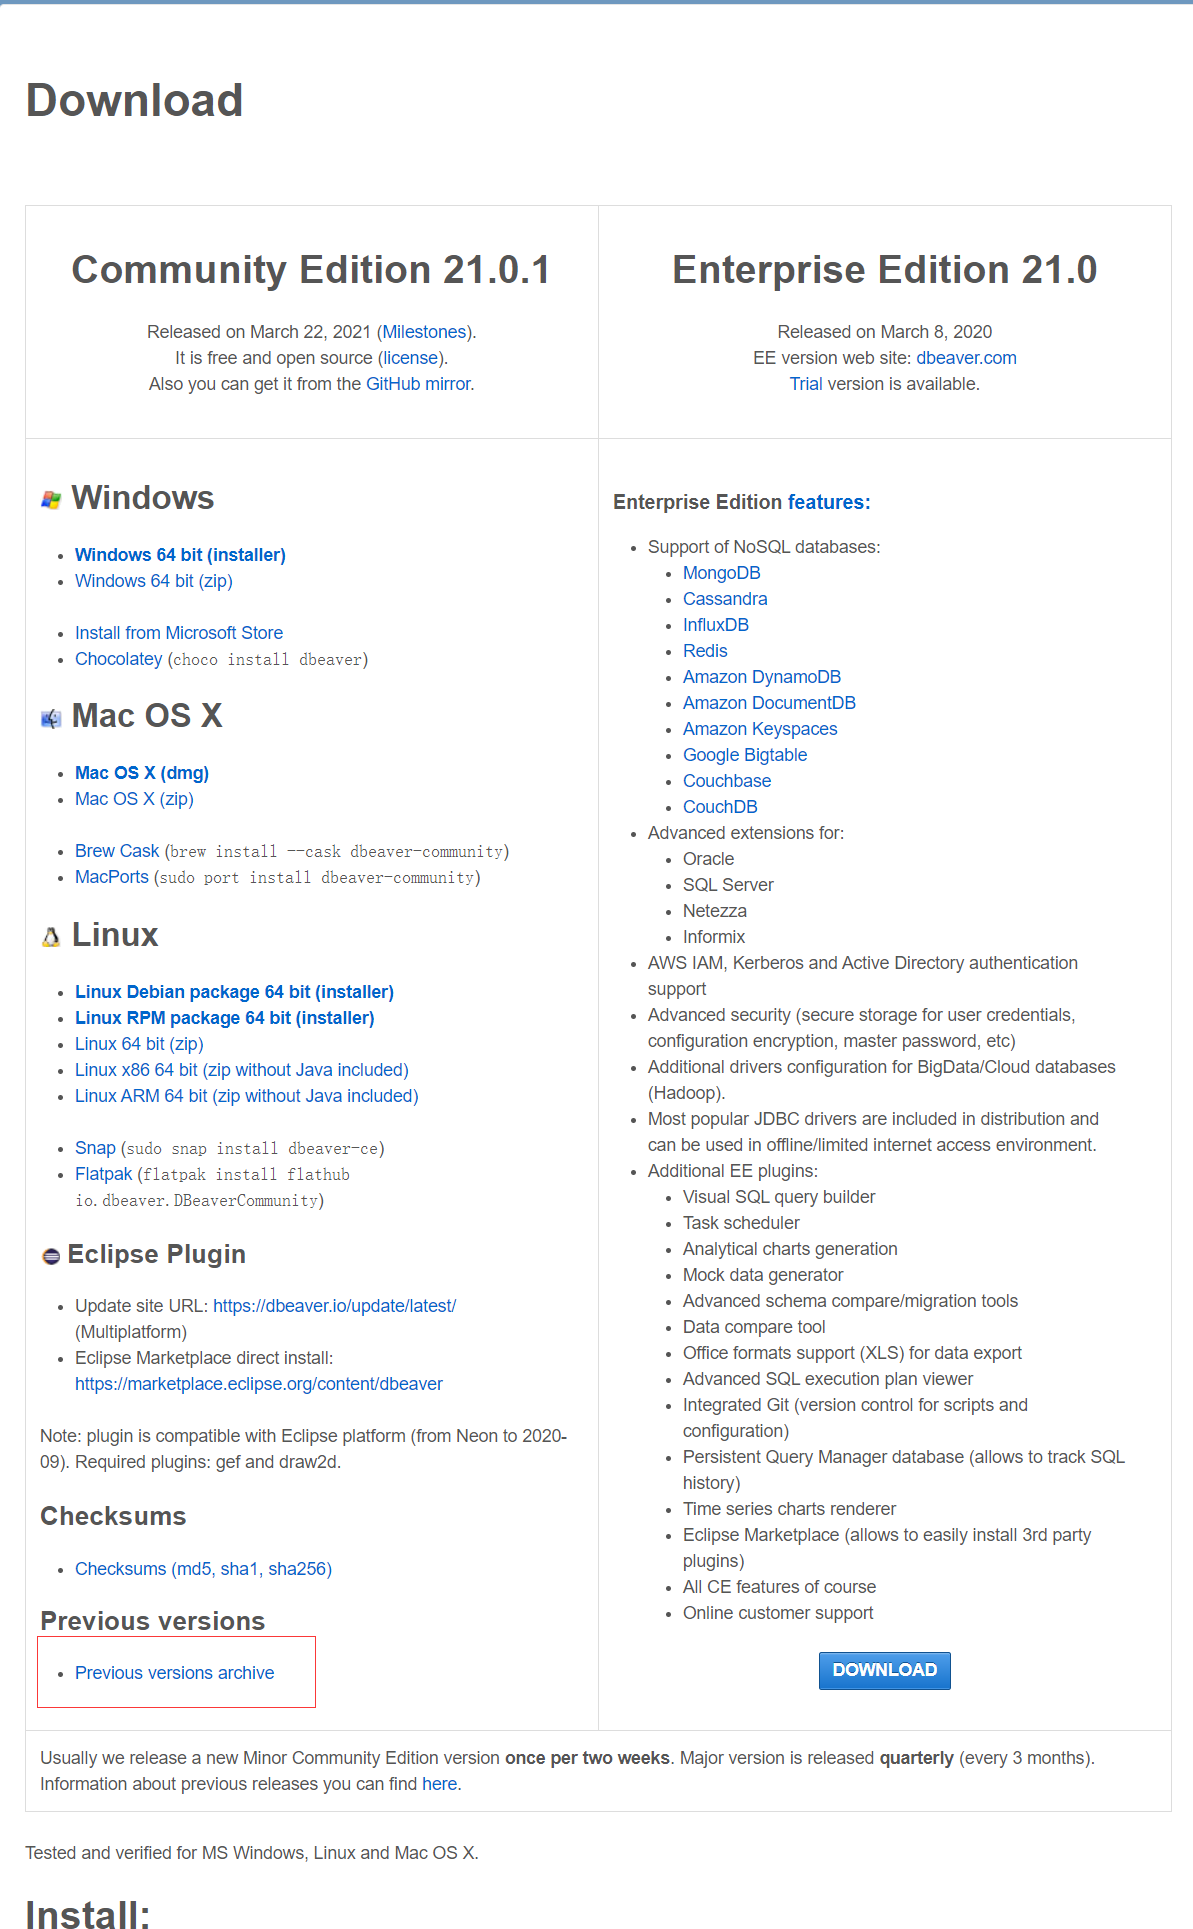 Download
Community Edition 21.0.1
Released on March 22, 2021 (Milestones).
It is free and open source (license).
Also you can get it from the GitHub mirror.
Enterprise Edition 21.0
Released on March 8, 2020
EE version web site: dbeaver.com
Trial version is available.
Windows
Windows 64 bit (installer)
Windows 64 bit (zip)
Install from Microsoft Store
Chocolatey (choco install dbeaver)
Mac OS X
Mac OS X (dmg)
Mac OS X (zip)
Brew Cask (brew install --cask dbeaver-community)
MacPorts (sudo port install dbeaver-community)
Linux
Linux Debian package 64 bit (installer)
Linux RPM package 64 bit (installer)
Linux 64 bit (zip)
Linux x86 64 bit (zip without Java included)
Linux ARM 64 bit (zip without Java included)
Snap (sudo snap install dbeaver-ce)
Flatpak (flatpak install flathub
io.dbeaver.DBeaverCommunity)
Eclipse Plugin
Update site URL: https://dbeaver.io/update/latest/
(Multiplatform)
Eclipse Marketplace direct install:
https://marketplace.eclipse.org/content/dbeaver
Note: plugin is compatible with Eclipse platform (from Neon to 2020-
09). Required plugins: gef and draw2d.
Checksums
Checksums (md5, sha1, sha256)
Previous versions
Previous versions archive
Enterprise Edition features:
Support of NoSQL databases:
MongoDB
Cassandra
InfluxDB
Redis
Amazon DynamoDB
Amazon DocumentDB
Amazon Keyspaces
Google Bigtable
Couchbase
CouchDB
Advanced extensions for:
Oracle
SQL Server
Netezza
Informix
AWS IAM, Kerberos and Active Directory authentication
support
Advanced security (secure storage for user credentials,
configuration encryption, master password, etc)
Additional drivers configuration for BigData/Cloud databases
(Hadoop).
Most popular JDBC drivers are included in distribution and
can be used in offline/limited internet access environment.
Additional EE plugins:
Visual SQL query builder
Task scheduler
Analytical charts generation
Mock data generator
Advanced schema compare/migration tools
Data compare tool
Office formats support (XLS) for data export
Advanced SQL execution plan viewer
Integrated Git (version control for scripts and
configuration)
Persistent Query Manager database (allows to track SQL
history)
Time series charts renderer
Eclipse Marketplace (allows to easily install 3rd party
plugins)
All CE features of course
Online customer support
DOWNLOAD
Usually we release a new Minor Community Edition version once per two weeks. Major version is released quarterly (every 3 months).
Information about previous releases you can find here.
Tested and verified for MS Windows, Linux and Mac OS X.
Install: